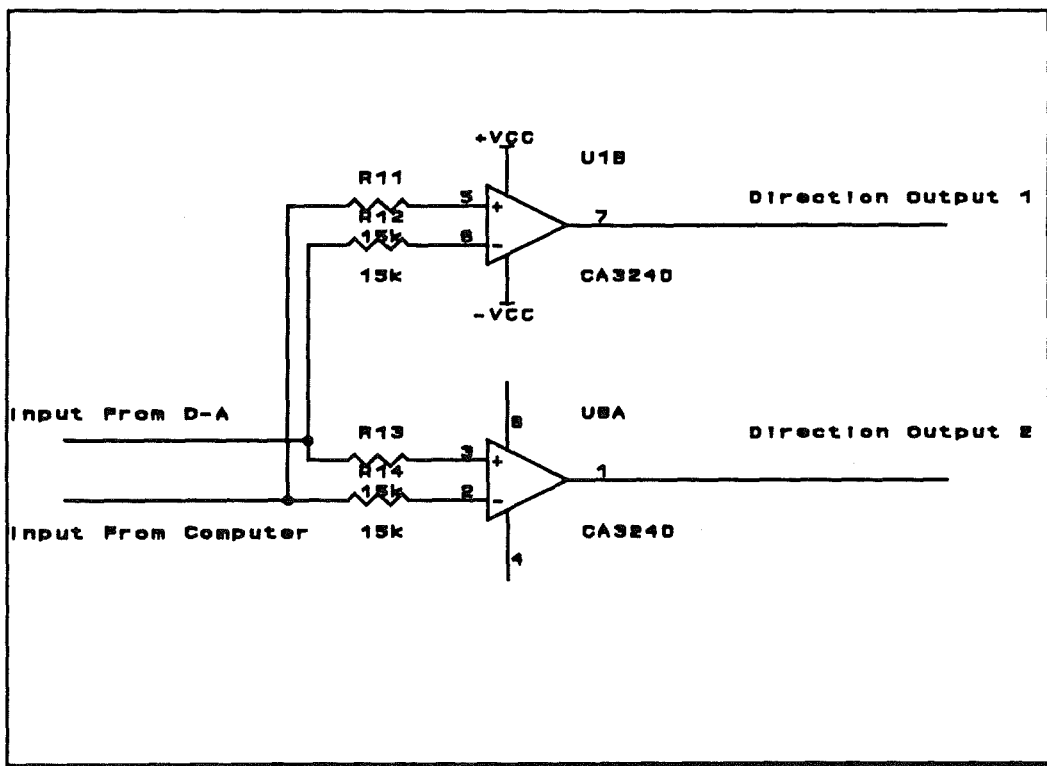 +VCC
U1B
R11
5
Direction Output 1
+
R12
7
15k
6
-
15k
CA3240
-VCC
Input From D-A
8
R13
3
Direction Output 2
+
R14
1
15k
2
-
Input From Computer
15k
CA3240
4